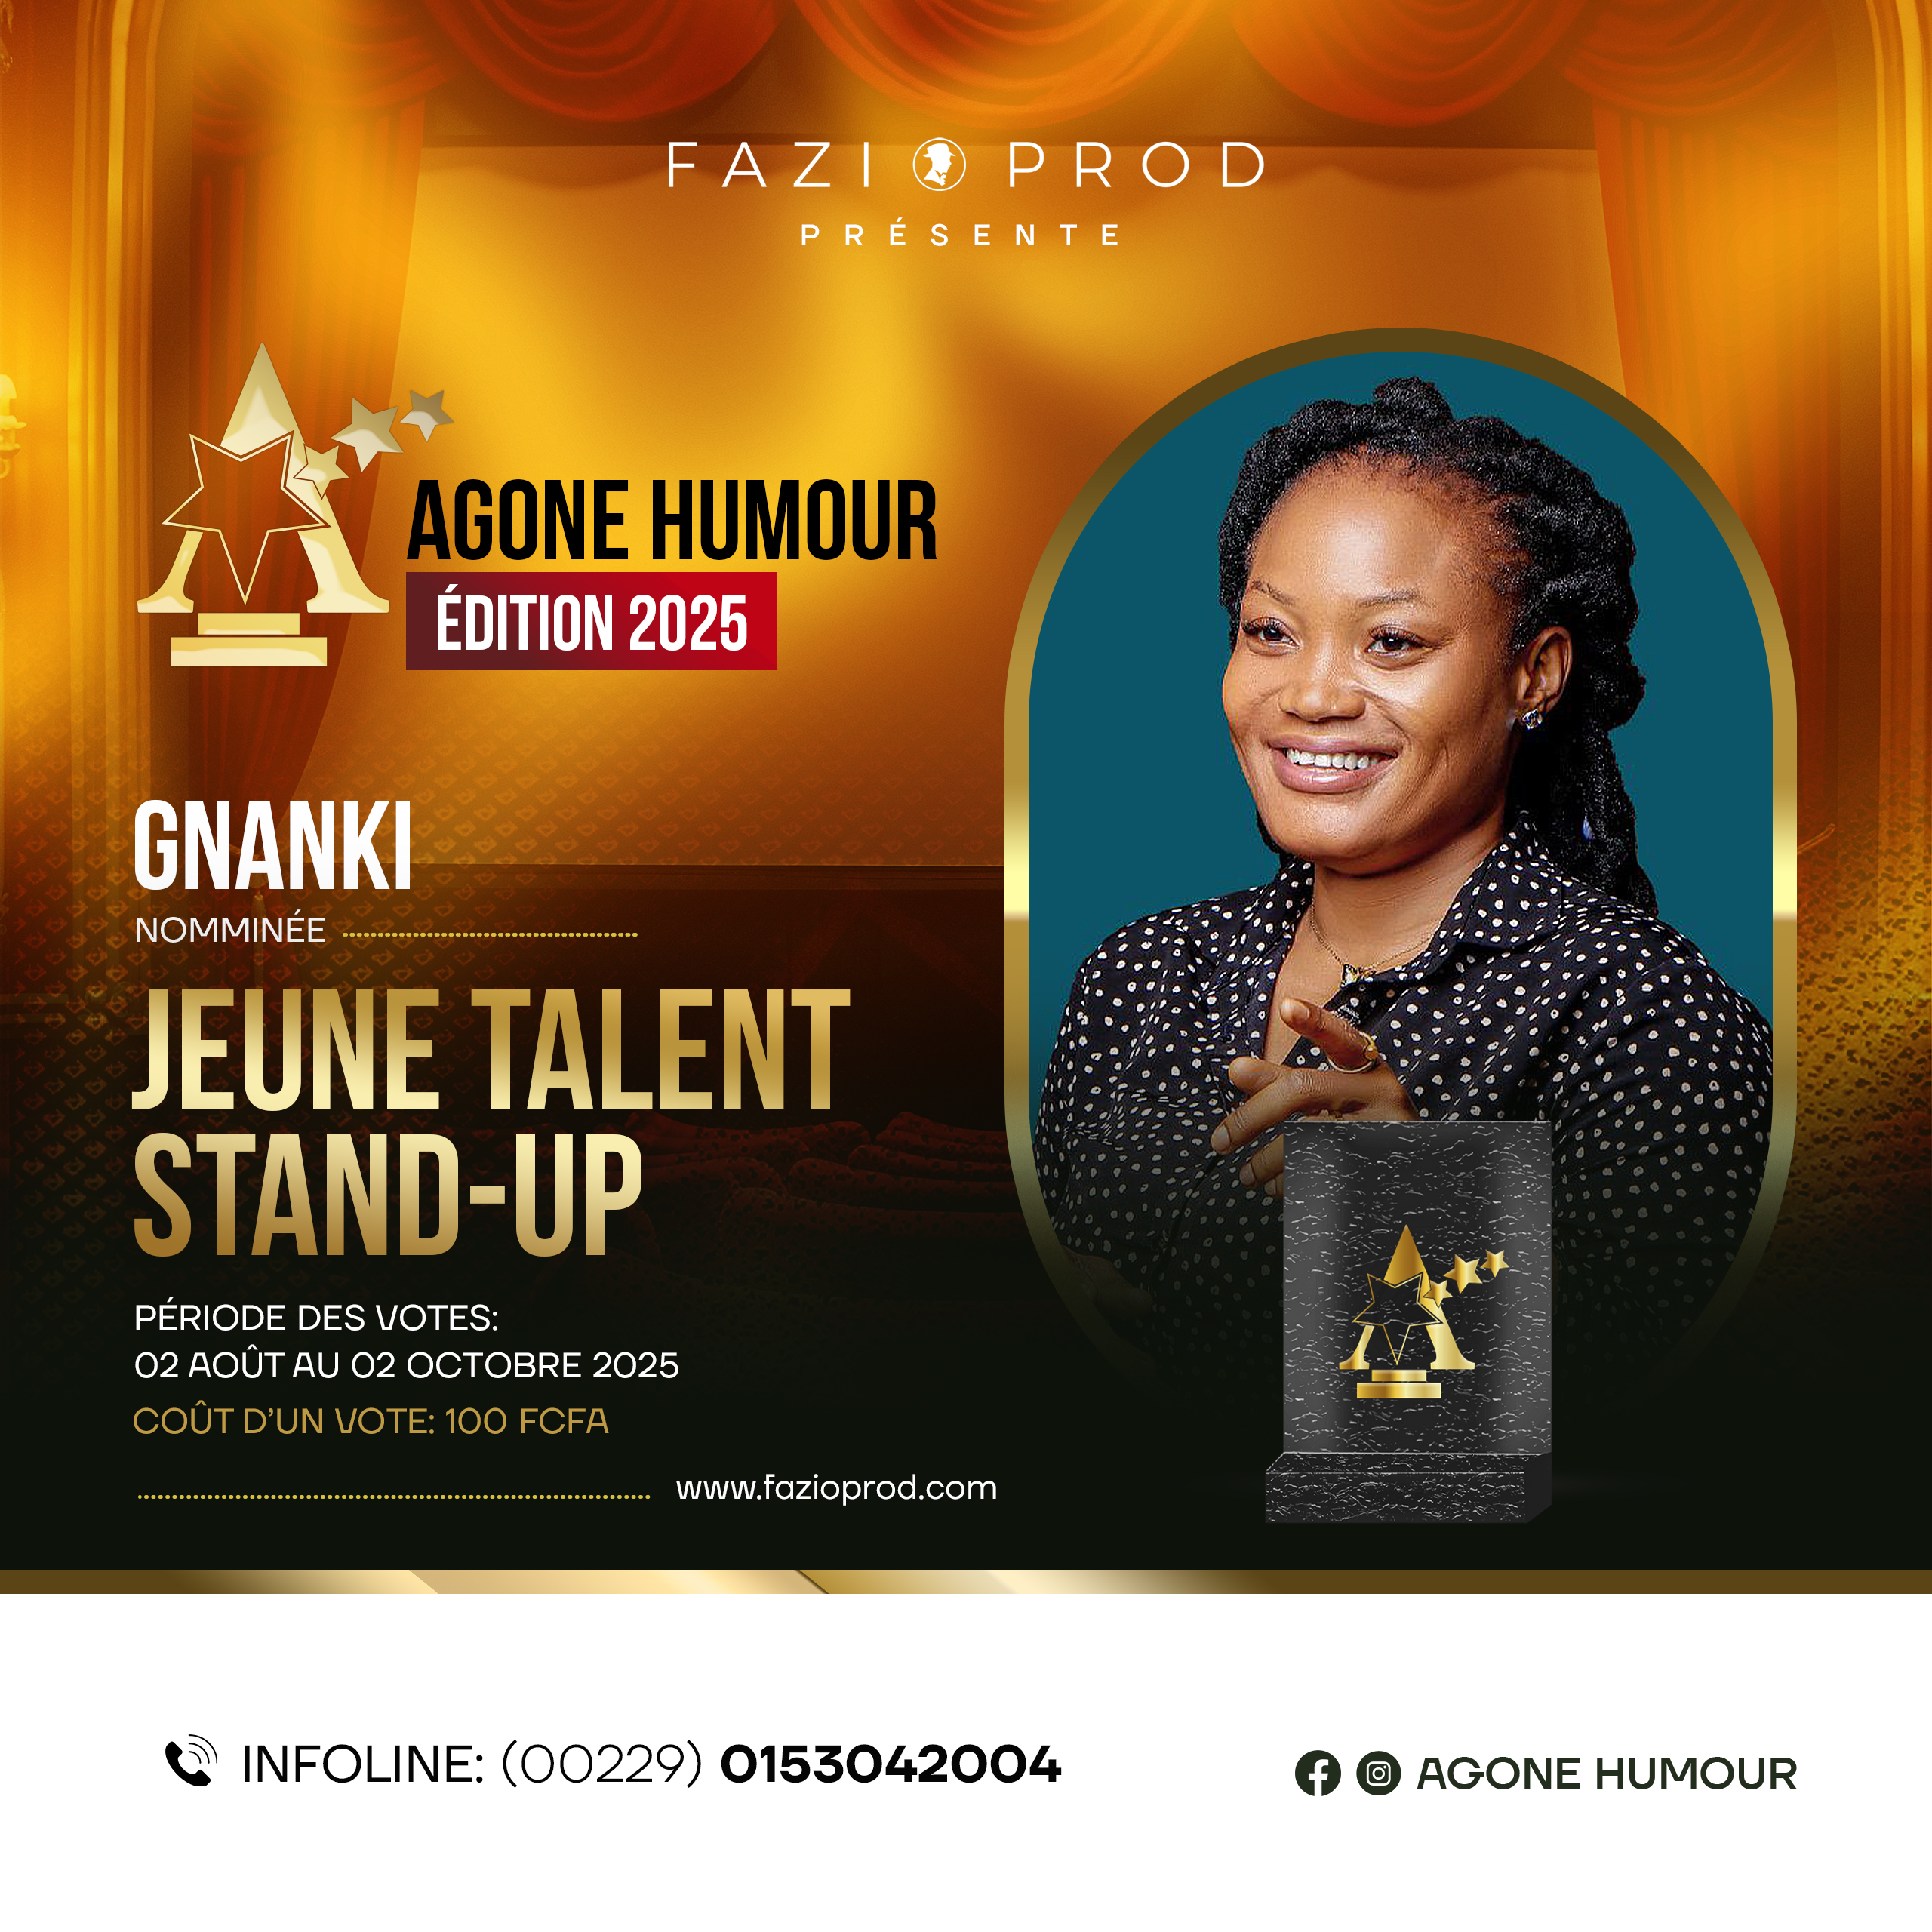 FAZIO PROD
PRÉSENTE
AGONE HUMOUR
ÉDITION 2025
GNANKI
NOMMINÉE
JEUNE TALENT
STAND-UP
PÉRIODE DES VOTES:
02 AOÛT AU 02 OCTOBRE 2025
COÛT D'UN VOTE: 100 FCFA
www.fazioprod.com
INFOLINE: (00229) 0153042004
AGONE HUMOUR